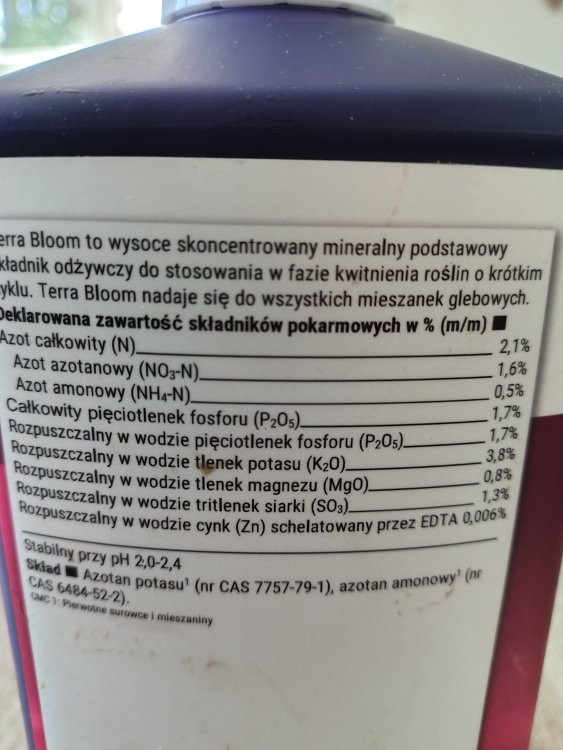 erra Bloom to wysoce skoncentrowany mineralny podstawowy
kładnik odżywczy do stosowania w fazie kwitnienia roślin o krótkim
yklu. Terra Bloom nadaje się do wszystkich mieszanek glebowych.
Deklarowana zawartość składników pokarmowych w % (m/m) ■
Azot całkowity (N) 2,1%
Azot azotanowy (NO₃-N) 1,6%
Azot amonowy (NH₄-N) 0,5%
Całkowity pięciotlenek fosforu (P₂O₅) 1,7%
Rozpuszczalny w wodzie pięciotlenek fosforu (P₂O₅) 1,7%
Rozpuszczalny w wodzie tlenek potasu (K₂O) 3,8%
Rozpuszczalny w wodzie tlenek magnezu (MgO) 0,8%
Rozpuszczalny w wodzie tritlenek siarki (SO₃) 1,3%
Rozpuszczalny w wodzie cynk (Zn) schelatowany przez EDTA 0,006%
Stabilny przy pH 2,0-2,4
Skład ■ Azotan potasu¹ (nr CAS 7757-79-1), azotan amonowy¹ (nr
CAS 6484-52-2).
CMC 1: Pierwotne surowce i mieszaniny